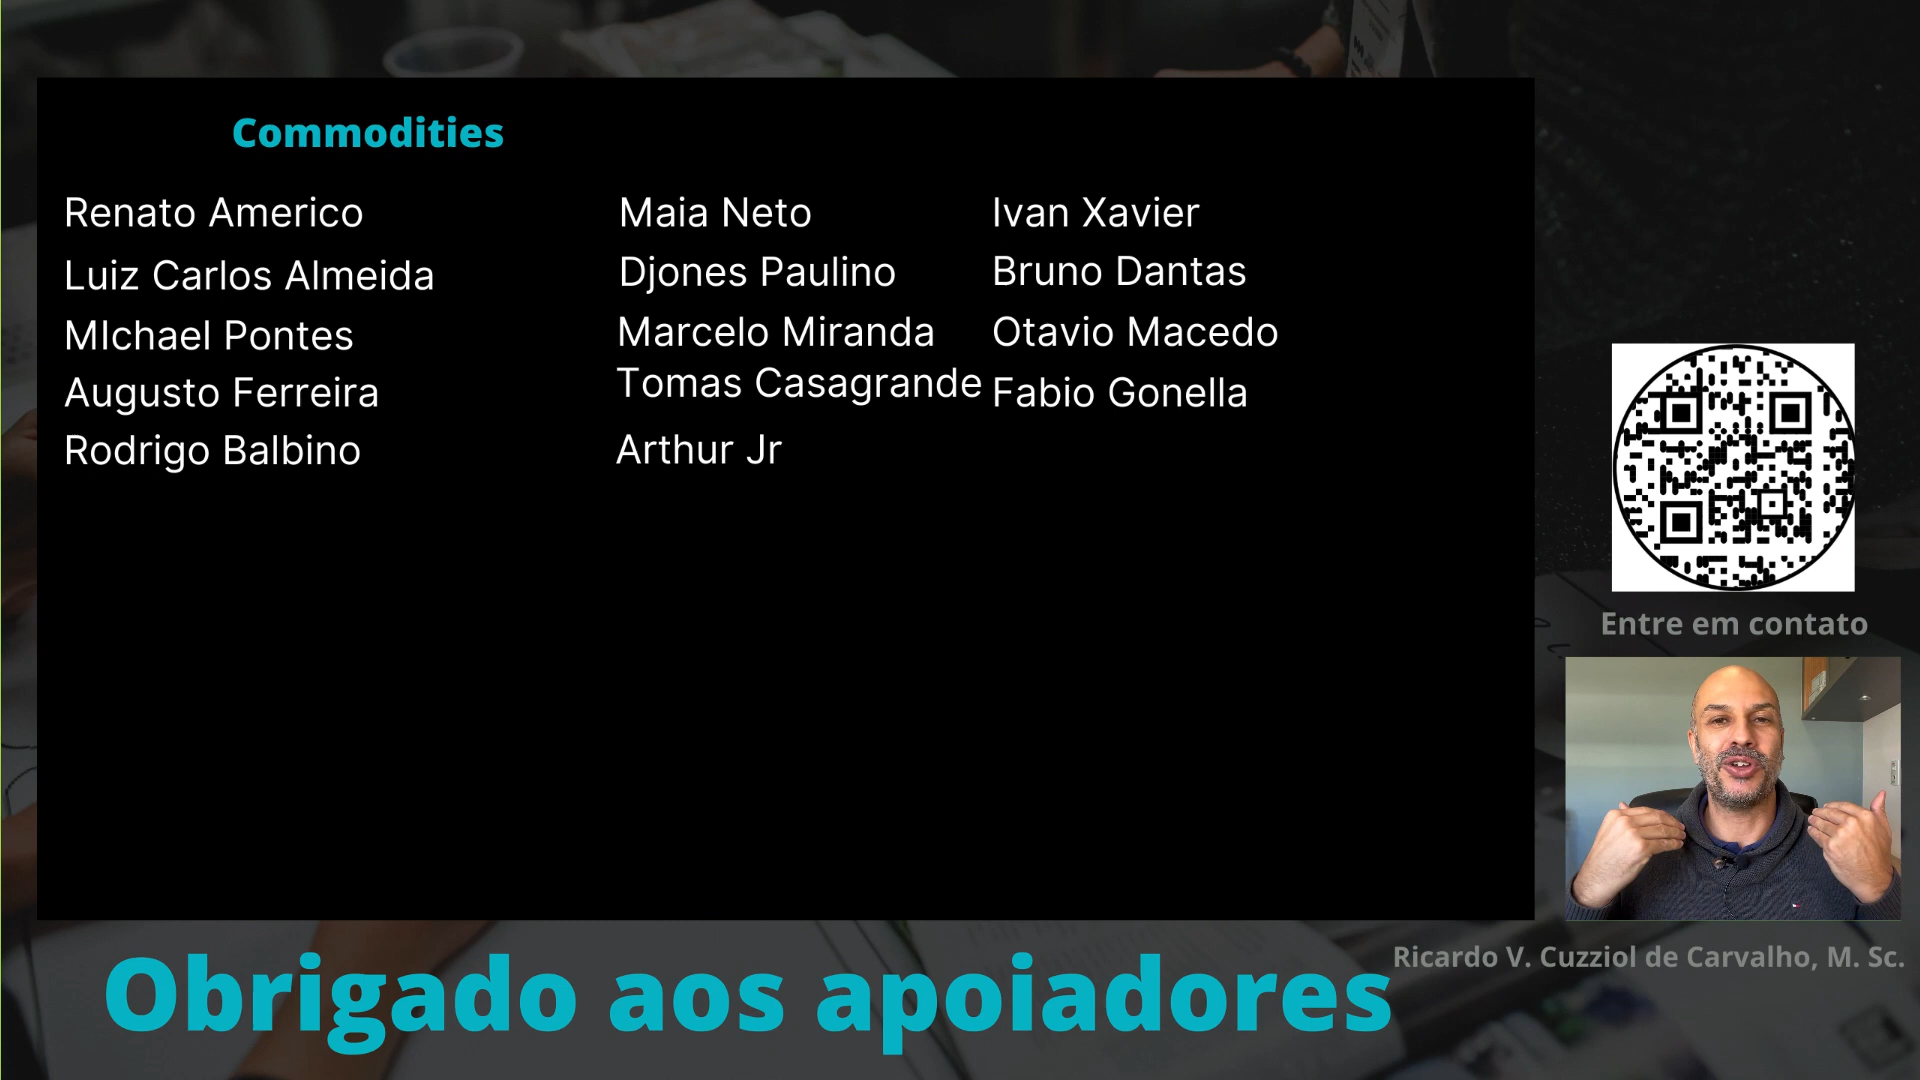 Commodities
Renato Americo
Luiz Carlos Almeida
MIchael Pontes
Augusto Ferreira
Rodrigo Balbino
Maia Neto
Djones Paulino
Marcelo Miranda
Tomas Casagrande
Arthur Jr
Ivan Xavier
Bruno Dantas
Otavio Macedo
Fabio Gonella
Entre em contato
Ricardo V. Cuzziol de Carvalho, M. Sc.
Obrigado aos apoiadores